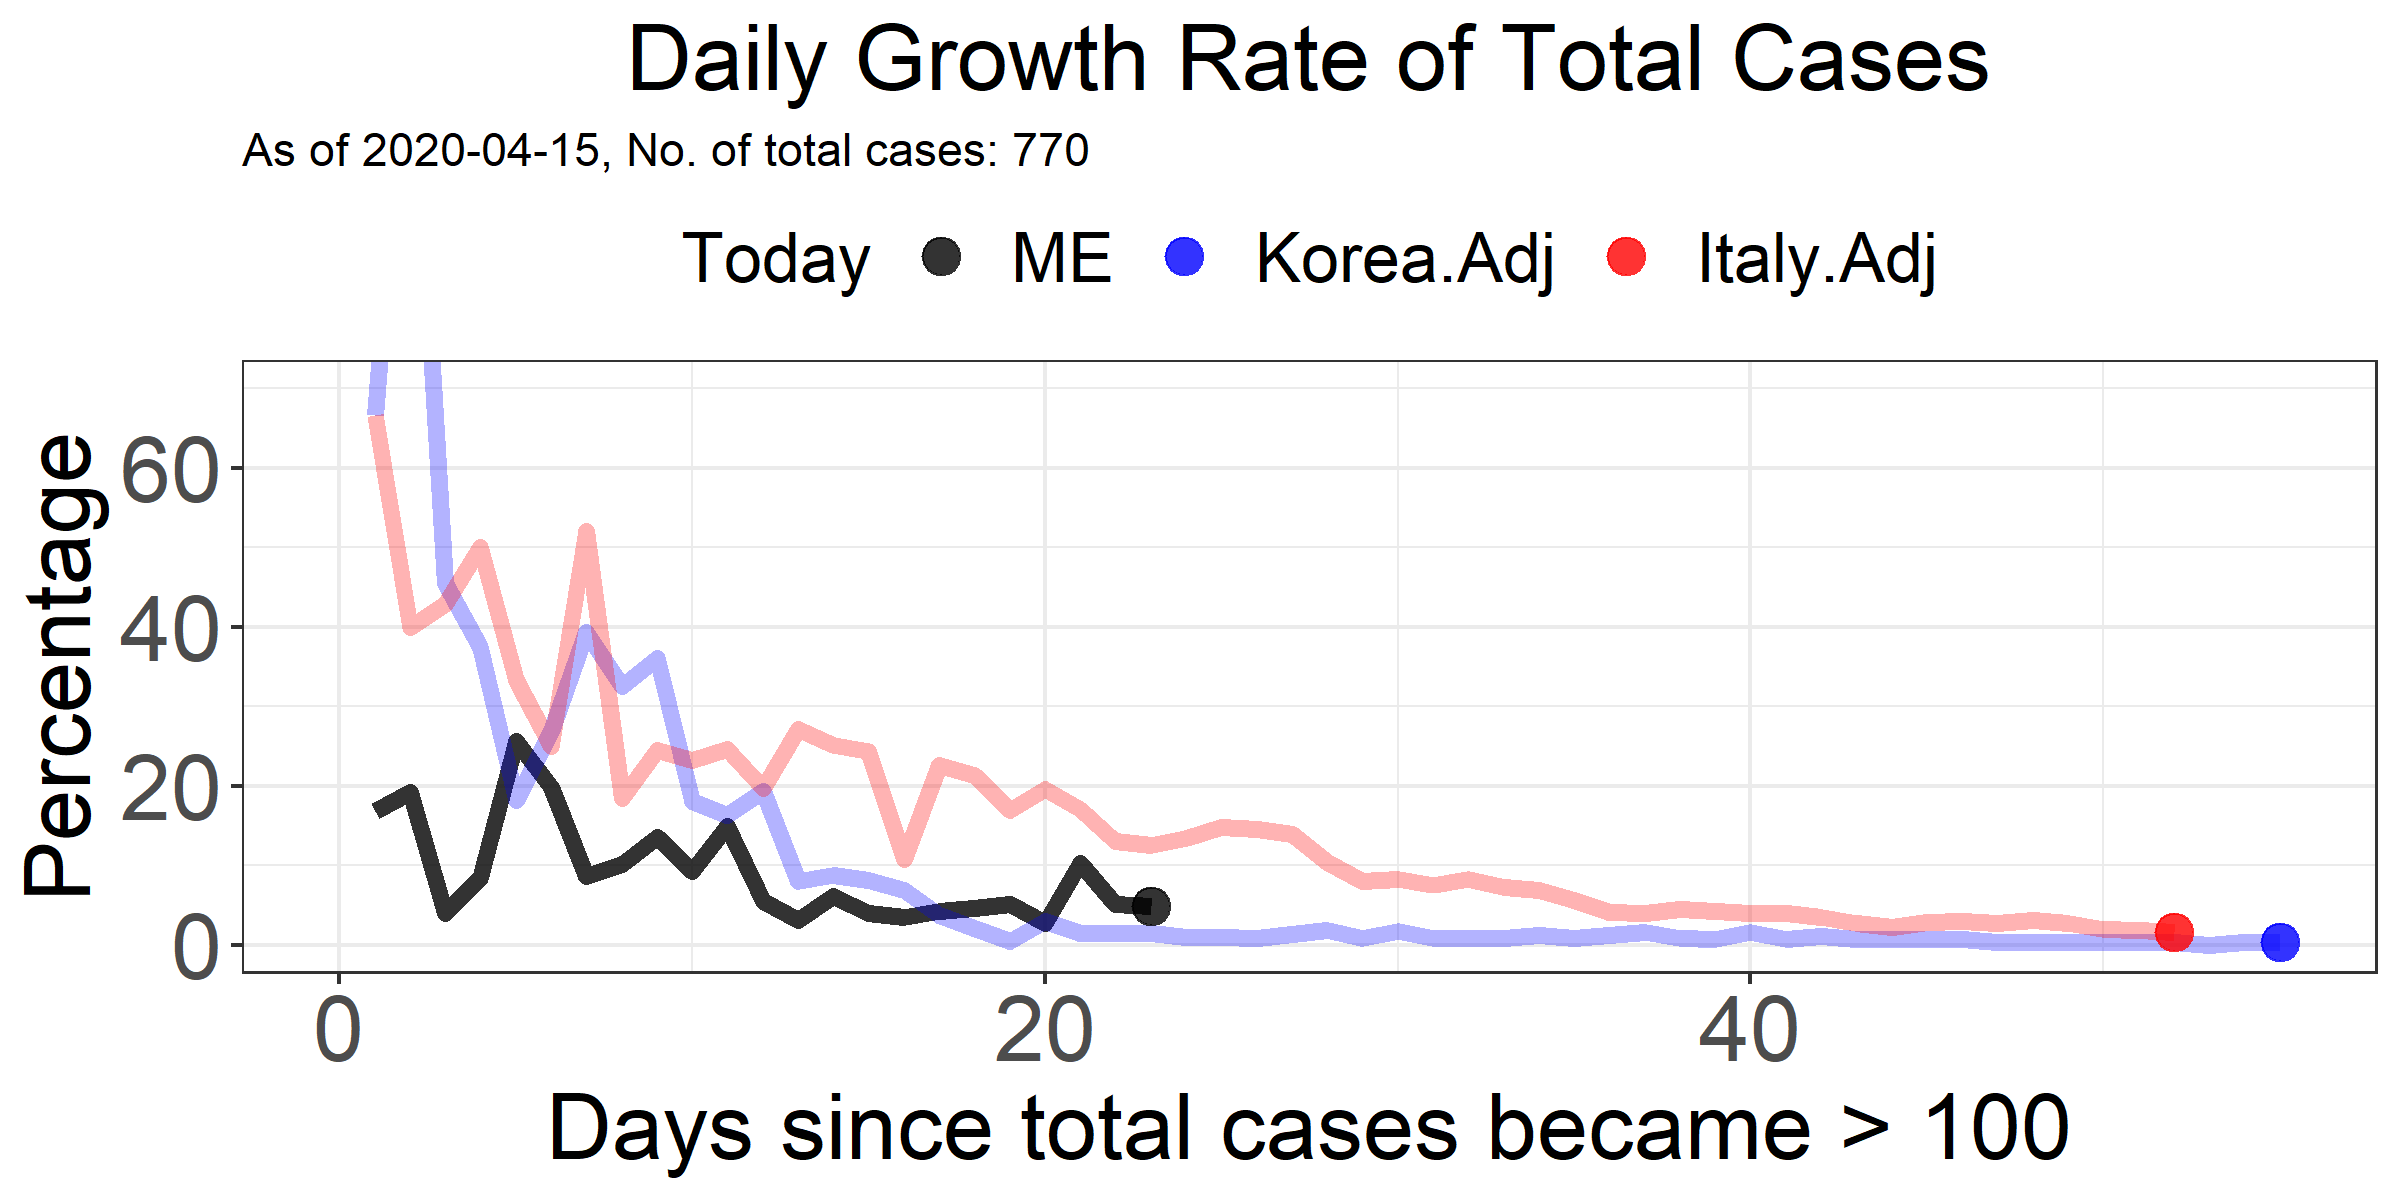 Daily Growth Rate of Total Cases
As of 2020-04-15, No. of total cases: 770
Today ME Korea.Adj Italy.Adj
Percentage
60
40
20
0
0 20 40
Days since total cases became > 100